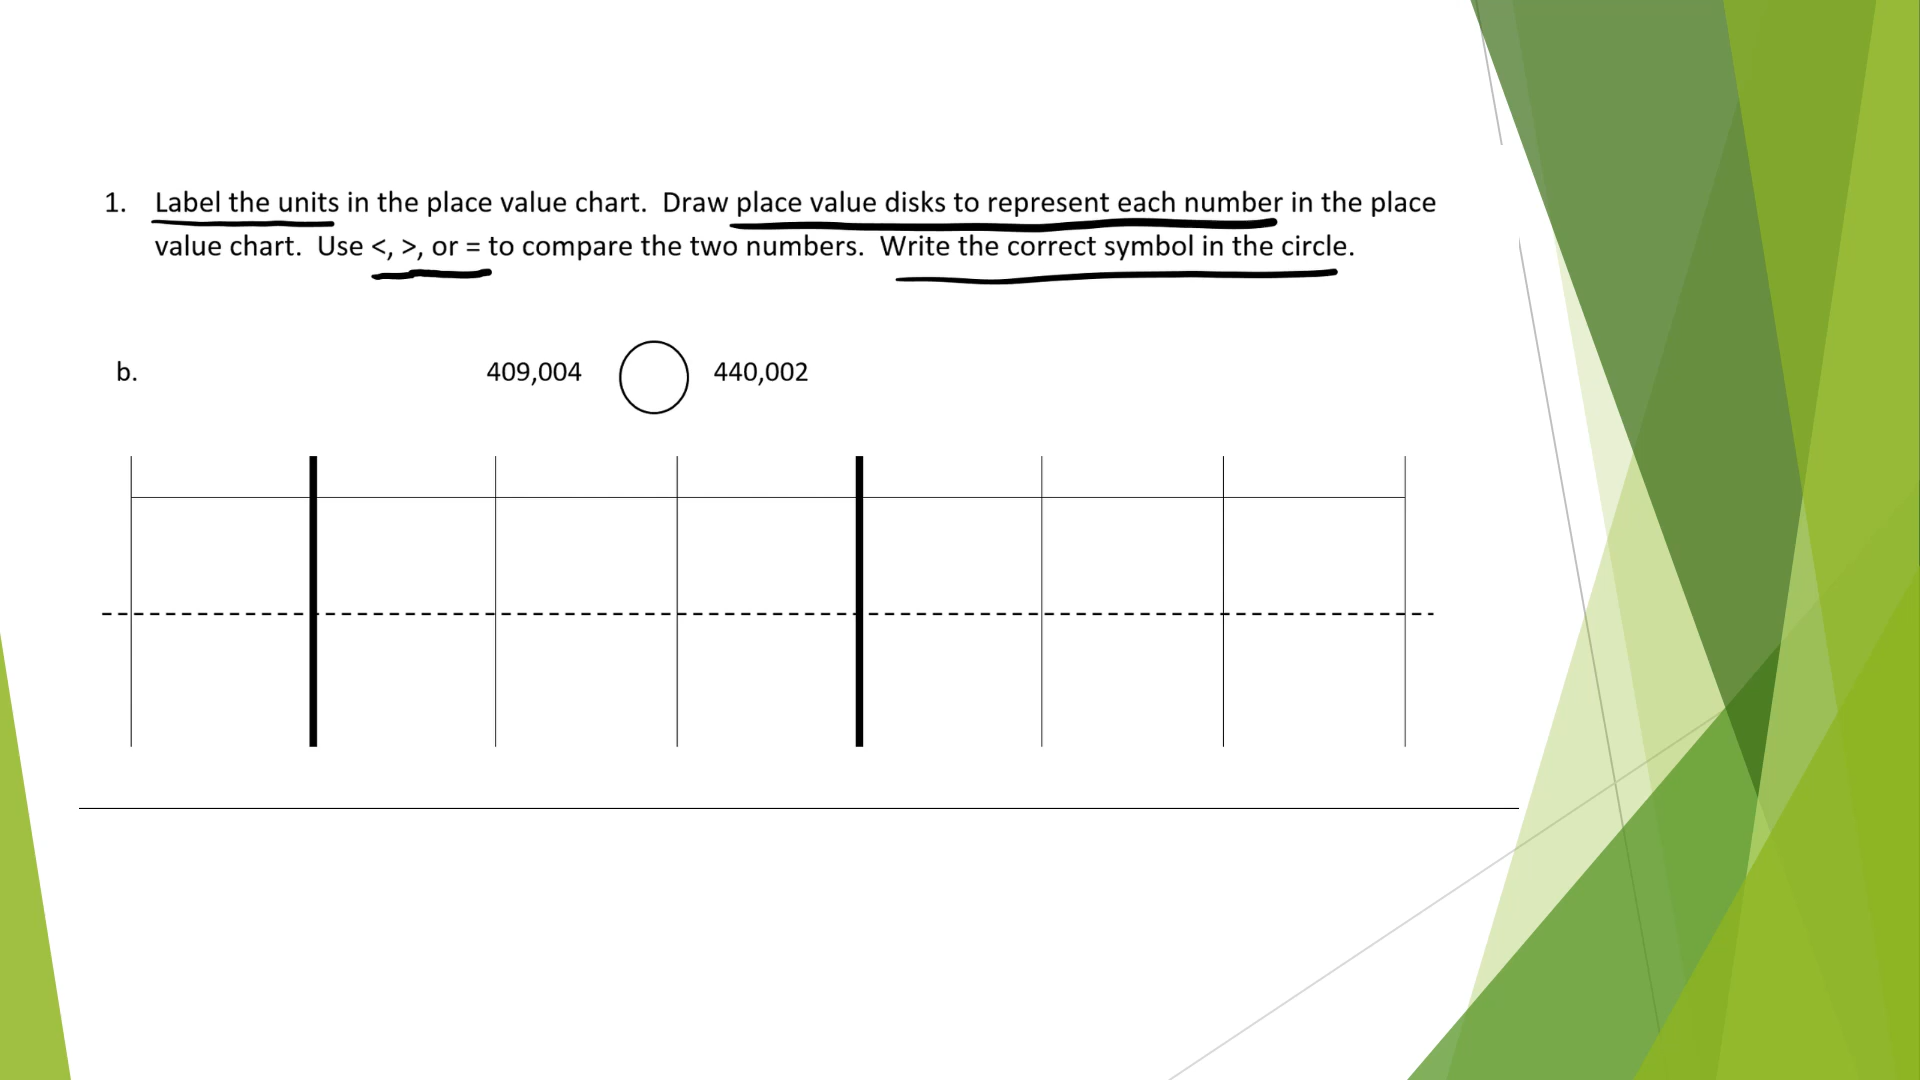 1. Label the units in the place value chart. Draw place value disks to represent each number in the place
value chart. Use <, >, or = to compare the two numbers. Write the correct symbol in the circle.
b. 409,004 440,002